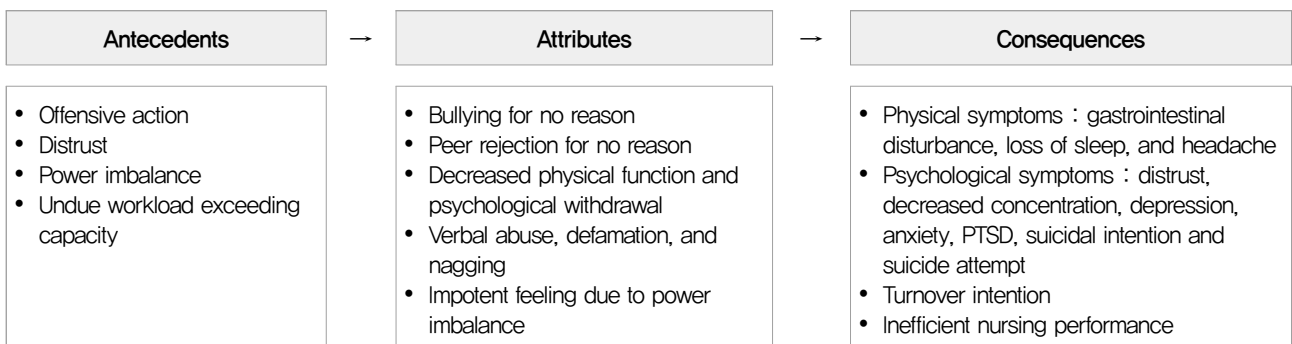 Antecedents → Attributes → Consequences
• Offensive action
• Distrust
• Power imbalance
• Undue workload exceeding
capacity
• Bullying for no reason
• Peer rejection for no reason
• Decreased physical function and
psychological withdrawal
• Verbal abuse, defamation, and
nagging
• Impotent feeling due to power
imbalance
• Physical symptoms : gastrointestinal
disturbance, loss of sleep, and headache
• Psychological symptoms : distrust,
decreased concentration, depression,
anxiety, PTSD, suicidal intention and
suicide attempt
• Turnover intention
• Inefficient nursing performance